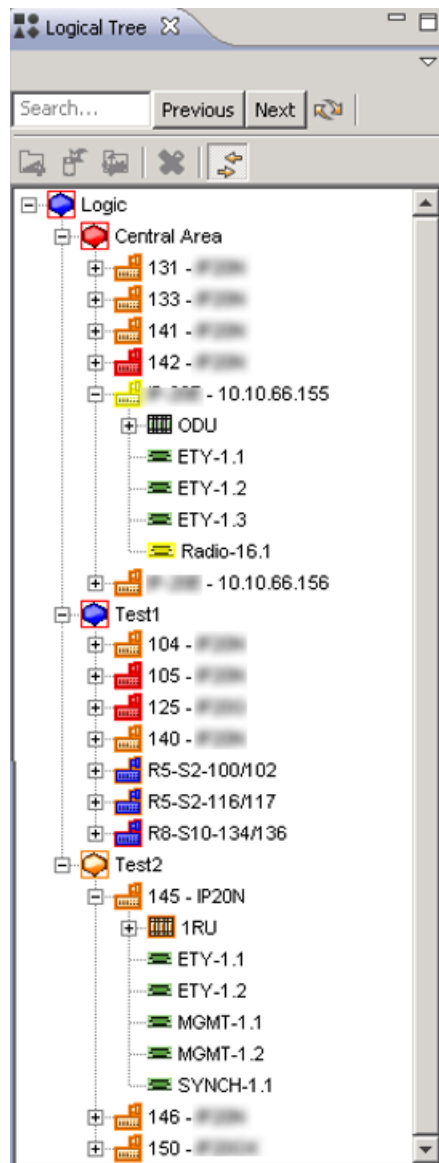 Logical Tree
Search... Previous Next
Logic
Central Area
131 -
133 -
141 -
142 -
- 10.10.66.155
ODU
ETY-1.1
ETY-1.2
ETY-1.3
Radio-16.1
- 10.10.66.156
Test1
104 -
105 -
125 -
140 -
R5-S2-100/102
R5-S2-116/117
R8-S10-134/136
Test2
145 - IP20N
1RU
ETY-1.1
ETY-1.2
MGMT-1.1
MGMT-1.2
SYNCH-1.1
146 -
150 -